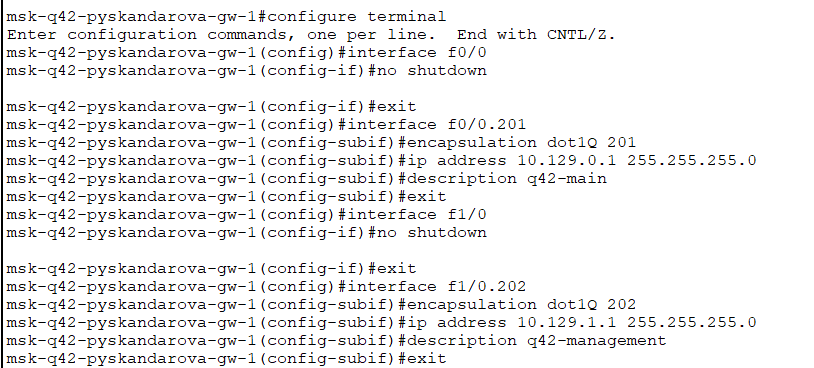 msk-q42-pyskandarova-gw-1#configure terminal
Enter configuration commands, one per line.  End with CNTL/Z.
msk-q42-pyskandarova-gw-1(config)#interface f0/0
msk-q42-pyskandarova-gw-1(config-if)#no shutdown

msk-q42-pyskandarova-gw-1(config-if)#exit
msk-q42-pyskandarova-gw-1(config)#interface f0/0.201
msk-q42-pyskandarova-gw-1(config-subif)#encapsulation dot1Q 201
msk-q42-pyskandarova-gw-1(config-subif)#ip address 10.129.0.1 255.255.255.0
msk-q42-pyskandarova-gw-1(config-subif)#description q42-main
msk-q42-pyskandarova-gw-1(config-subif)#exit
msk-q42-pyskandarova-gw-1(config)#interface f1/0
msk-q42-pyskandarova-gw-1(config-if)#no shutdown

msk-q42-pyskandarova-gw-1(config-if)#exit
msk-q42-pyskandarova-gw-1(config)#interface f1/0.202
msk-q42-pyskandarova-gw-1(config-subif)#encapsulation dot1Q 202
msk-q42-pyskandarova-gw-1(config-subif)#ip address 10.129.1.1 255.255.255.0
msk-q42-pyskandarova-gw-1(config-subif)#description q42-management
msk-q42-pyskandarova-gw-1(config-subif)#exit